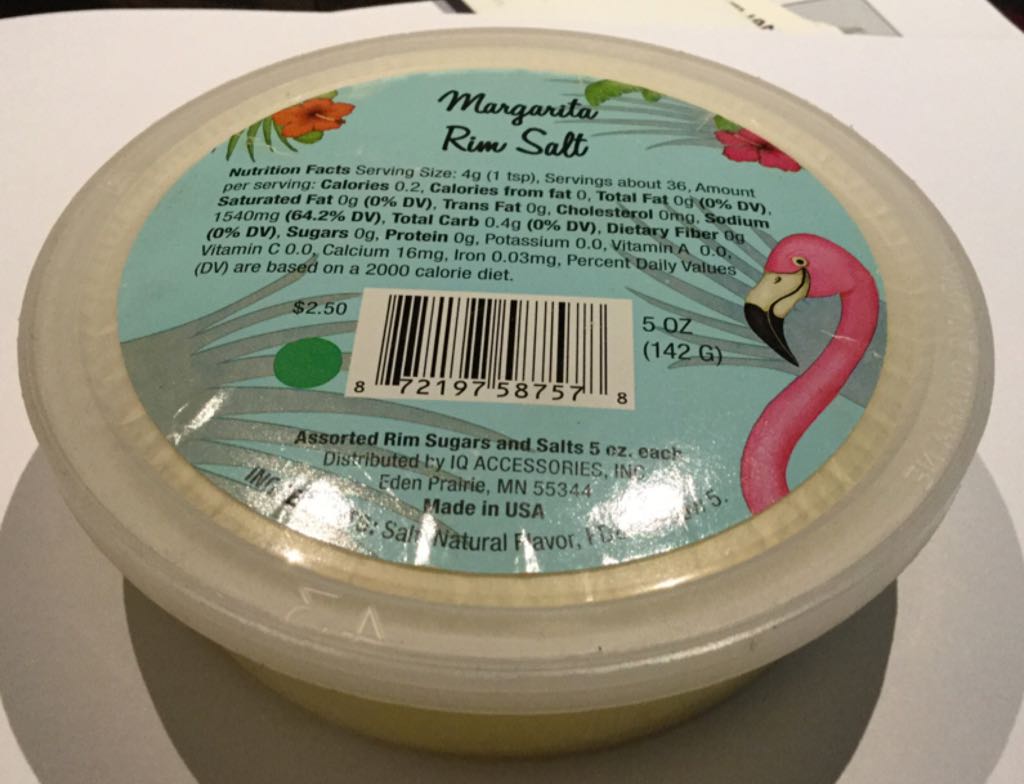 Margarita
Rim Salt
Nutrition Facts Serving Size: 4g (1 tsp), Servings about 36, Amount
per serving: Calories 0.2, Calories from fat 0, Total Fat 0g (0% DV),
Saturated Fat 0g (0% DV), Trans Fat 0g, Cholesterol 0mg, Sodium
1540mg (64.2% DV), Total Carb 0.4g (0% DV), Dietary Fiber 0g
(0% DV), Sugars 0g, Protein 0g, Potassium 0.0, Vitamin A 0.0,
Vitamin C 0.0, Calcium 16mg, Iron 0.03mg, Percent Daily Values
(DV) are based on a 2000 calorie diet.
$2.50
5 OZ
(142 G)
8 72197 58757 8
Assorted Rim Sugars and Salts 5 oz. each
Distributed by IQ ACCESSORIES, INC
Eden Prairie, MN 55344
Made in USA
Salt, Natural Flavor, 5.